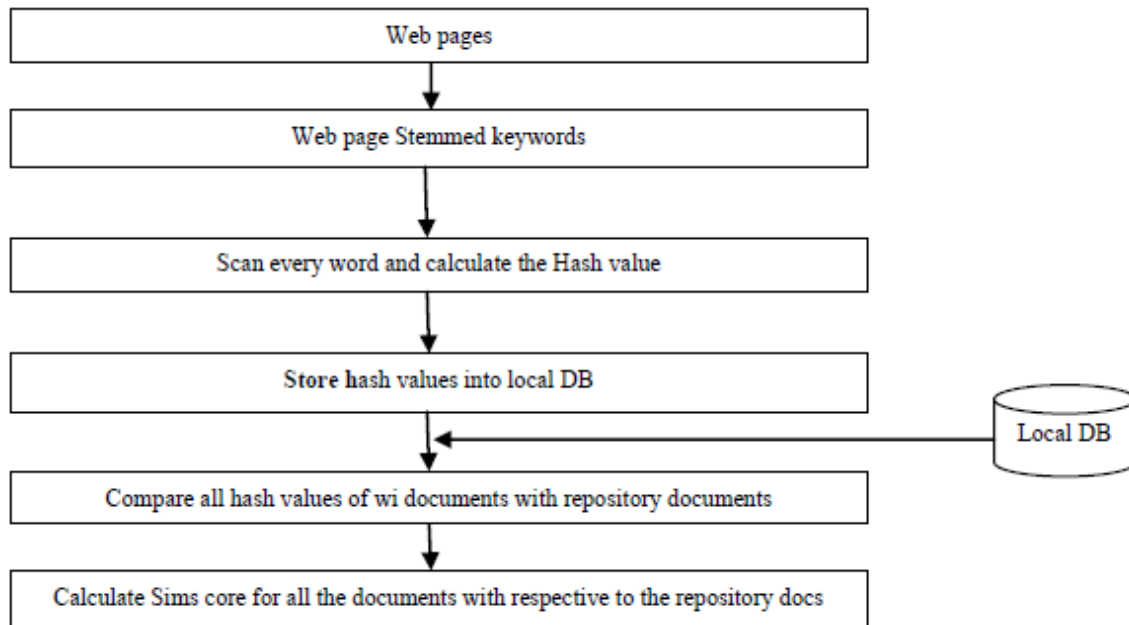 Web pages
Web page Stemmed keywords
Scan every word and calculate the Hash value
Store hash values into local DB
Local DB
Compare all hash values of wi documents with repository documents
Calculate Sims core for all the documents with respective to the repository docs